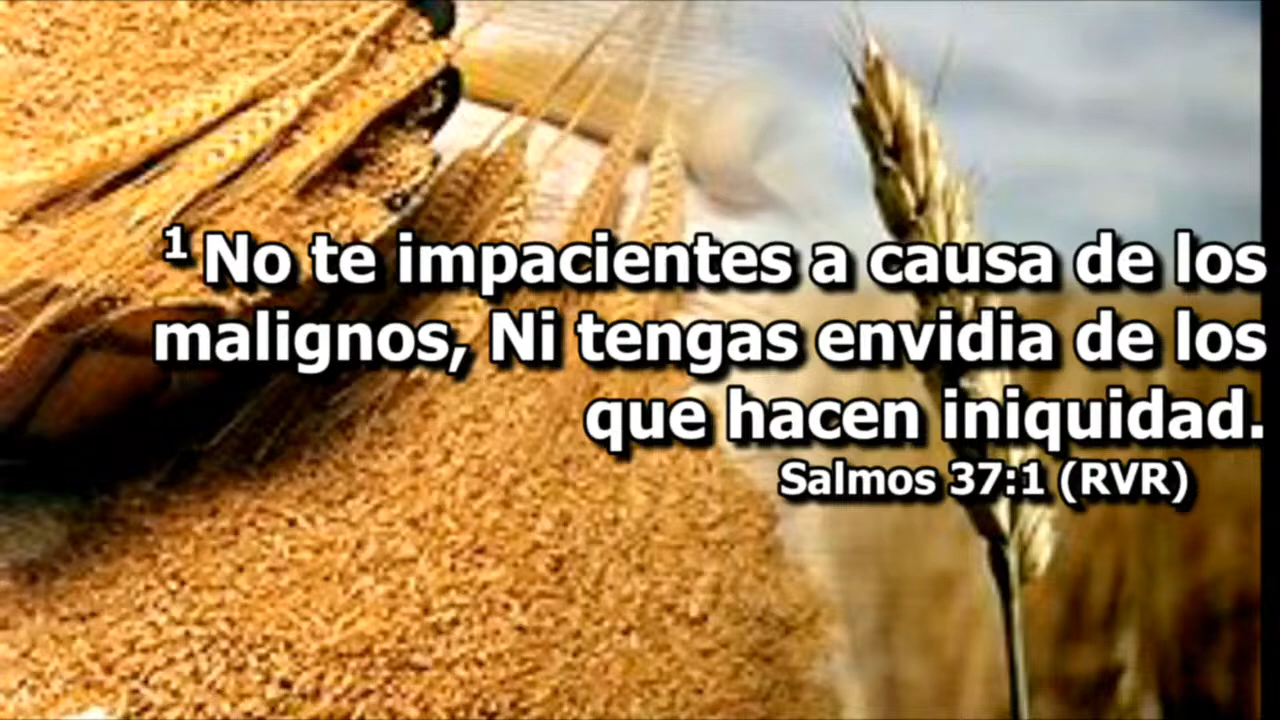 ¹ No te impacientes a causa de los
malignos, Ni tengas envidia de los
que hacen iniquidad.
Salmos 37:1 (RVR)